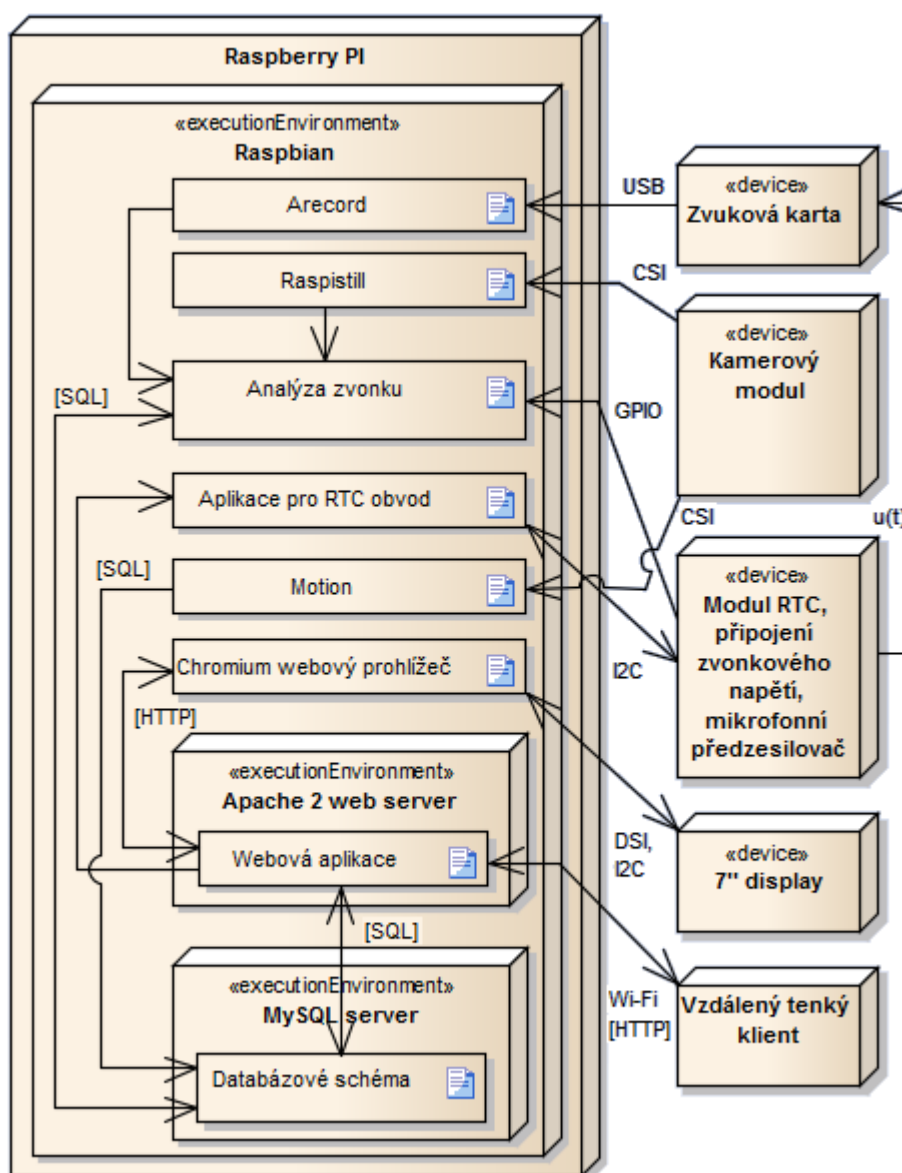 Raspberry PI
«executionEnvironment»
Raspbian
Arecord
Raspistill
Analýza zvonku
[SQL]
Aplikace pro RTC obvod
[SQL]
Motion
Chromium webový prohlížeč
[HTTP]
«executionEnvironment»
Apache 2 web server
Webová aplikace
[SQL]
«executionEnvironment»
MySQL server
Databázové schéma
USB
«device»
Zvuková karta
CSI
«device»
Kamerový
modul
GPIO
CSI
u(t)
«device»
Modul RTC,
připojení
zvonkového
napětí,
mikrofonní
předzesilovač
I2C
DSI,
I2C
«device»
7" display
Wi-Fi
[HTTP]
Vzdálený tenký
klient